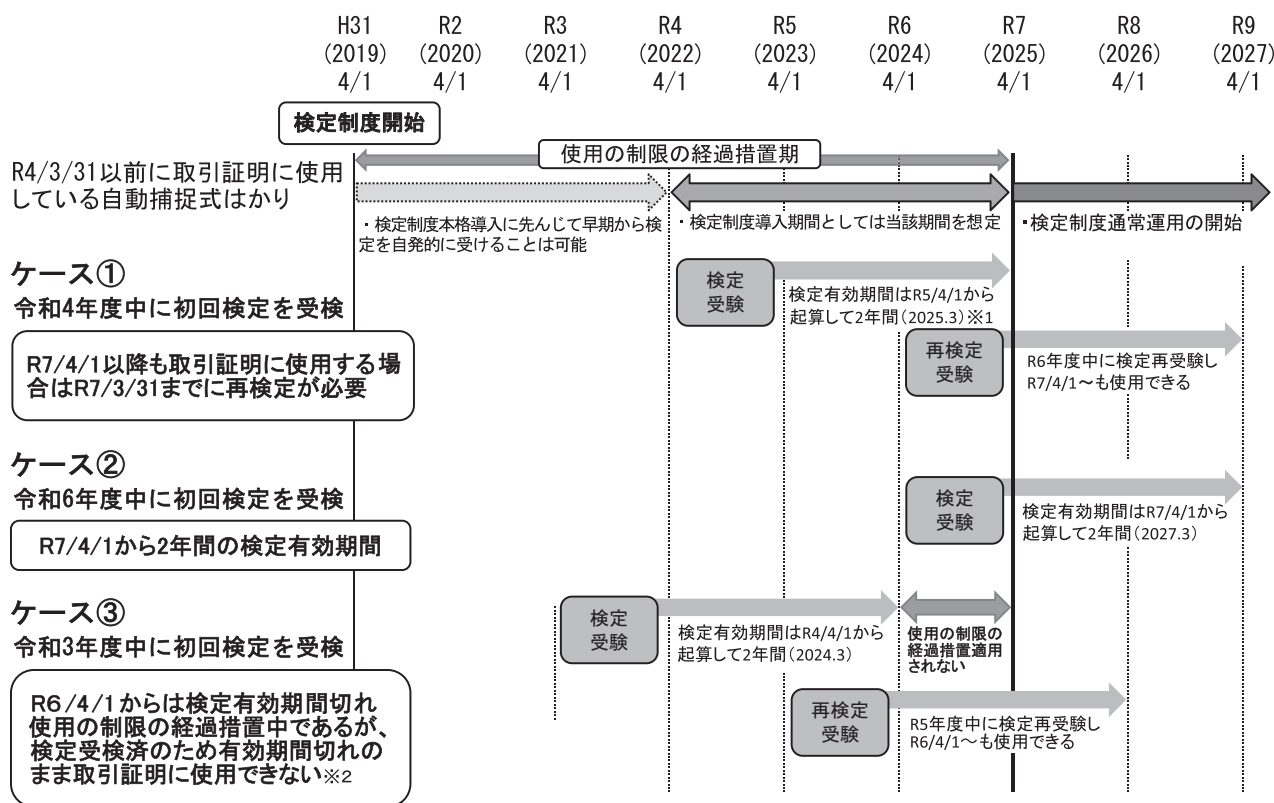 H31 R2 R3 R4 R5 R6 R7 R8 R9
(2019) (2020) (2021) (2022) (2023) (2024) (2025) (2026) (2027)
4/1 4/1 4/1 4/1 4/1 4/1 4/1 4/1 4/1
検定制度開始
使用の制限の経過措置期
R4/3/31以前に取引証明に使用
している自動捕捉式はかり
・検定制度本格導入に先んじて早期から検
定を自発的に受けることは可能
・検定制度導入期間としては当該期間を想定
・検定制度通常運用の開始
ケース①
令和4年度中に初回検定を受検
R7/4/1以降も取引証明に使用する場
合はR7/3/31までに再検定が必要
検定
受験
検定有効期間はR5/4/1から
起算して2年間(2025.3)※1
再検定
受験
R6年度中に検定再受験し
R7/4/1~も使用できる
ケース②
令和6年度中に初回検定を受検
R7/4/1から2年間の検定有効期間
検定
受験
検定有効期間はR7/4/1から
起算して2年間(2027.3)
ケース③
令和3年度中に初回検定を受検
R6/4/1からは検定有効期間切れ
使用の制限の経過措置中であるが、
検定受検済のため有効期間切れの
まま取引証明に使用できない※2
検定
受験
検定有効期間はR4/4/1から
起算して2年間(2024.3)
使用の制限の
経過措置適用
されない
再検定
受験
R5年度中に検定再受験し
R6/4/1~も使用できる